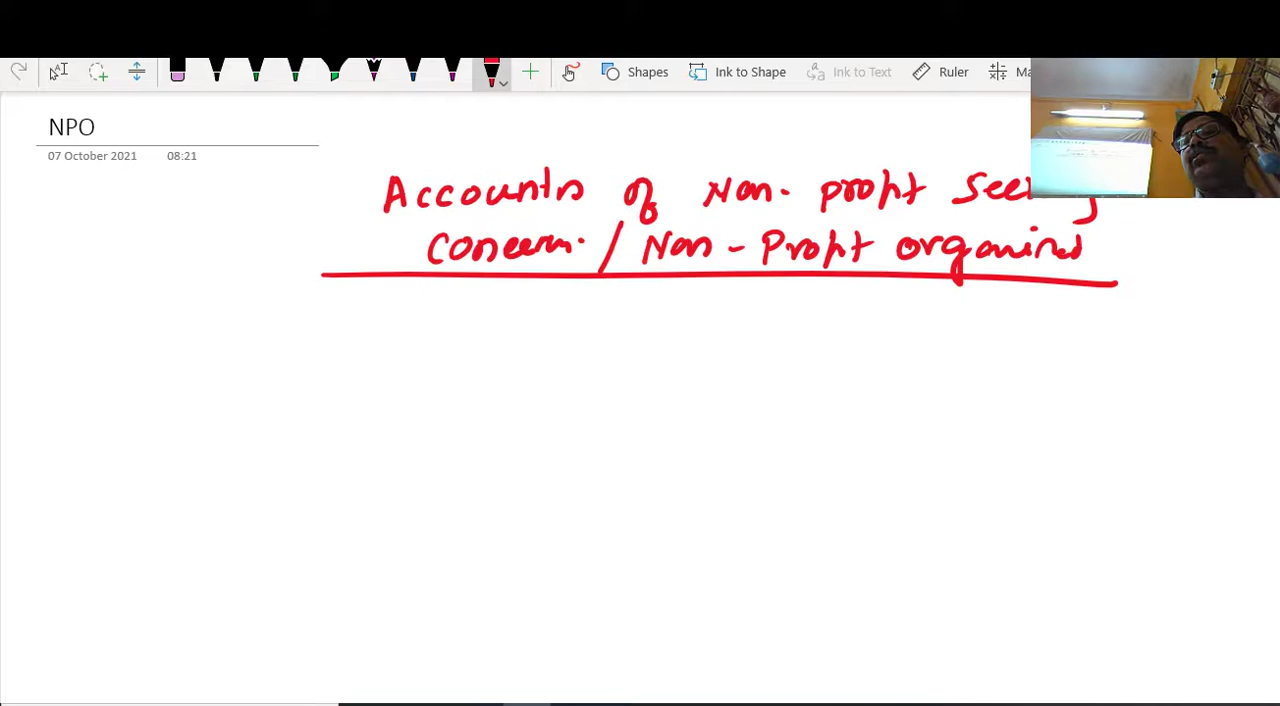 Shapes Ink to Shape Ink to Text Ruler Ma
NPO
07 October 2021 08:21
Accounts of Non-profit
Concern / Non-Profit